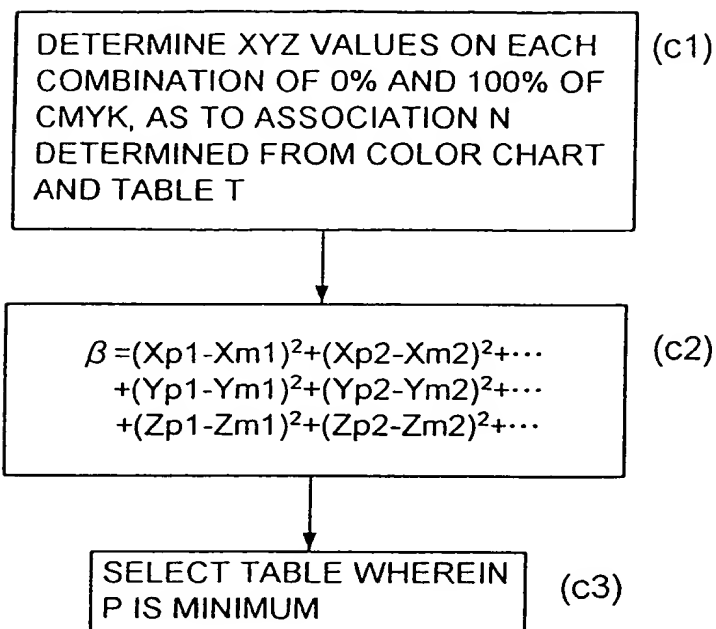 DETERMINE XYZ VALUES ON EACH
COMBINATION OF 0% AND 100% OF
CMYK, AS TO ASSOCIATION N
DETERMINED FROM COLOR CHART
AND TABLE T
(c1)
β =(Xp1-Xm1)²+(Xp2-Xm2)²+···
+(Yp1-Ym1)²+(Yp2-Ym2)²+···
+(Zp1-Zm1)²+(Zp2-Zm2)²+···
(c2)
SELECT TABLE WHEREIN
P IS MINIMUM
(c3)